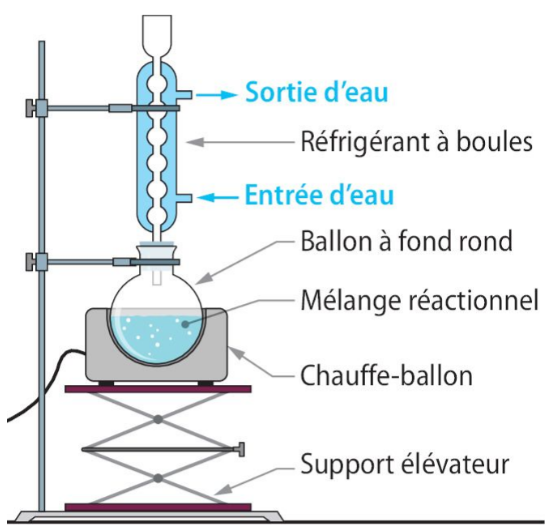 Sortie d'eau
Réfrigérant à boules
Entrée d'eau
Ballon à fond rond
Mélange réactionnel
Chauffe-ballon
Support élévateur